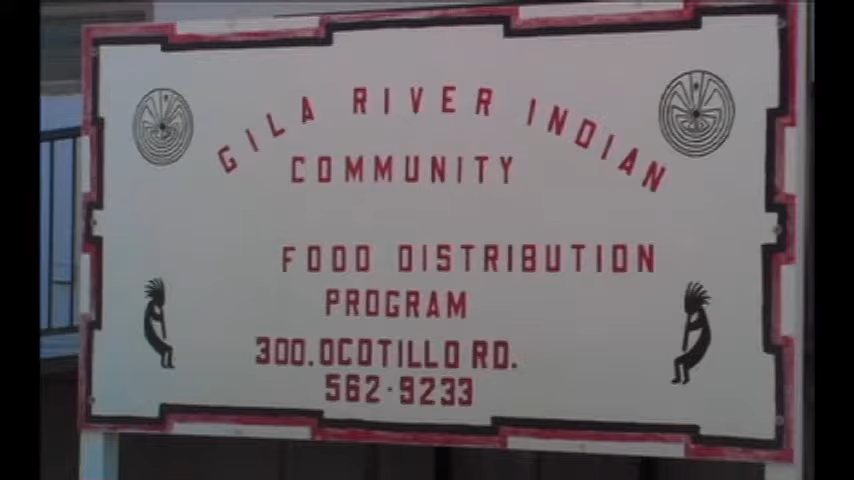 GILA RIVER INDIAN
COMMUNITY
FOOD DISTRIBUTION
PROGRAM
300.OCOTILLO RD.
562-9233